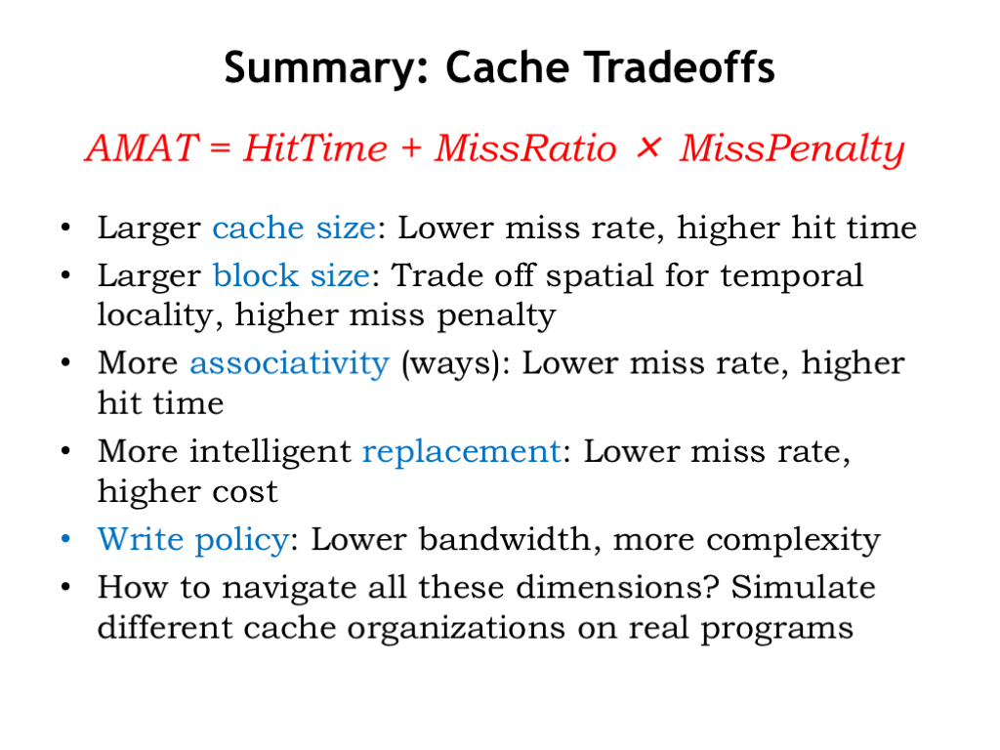 Summary: Cache Tradeoffs
AMAT = HitTime + MissRatio × MissPenalty
• Larger cache size: Lower miss rate, higher hit time
• Larger block size: Trade off spatial for temporal
locality, higher miss penalty
• More associativity (ways): Lower miss rate, higher
hit time
• More intelligent replacement: Lower miss rate,
higher cost
• Write policy: Lower bandwidth, more complexity
• How to navigate all these dimensions? Simulate
different cache organizations on real programs